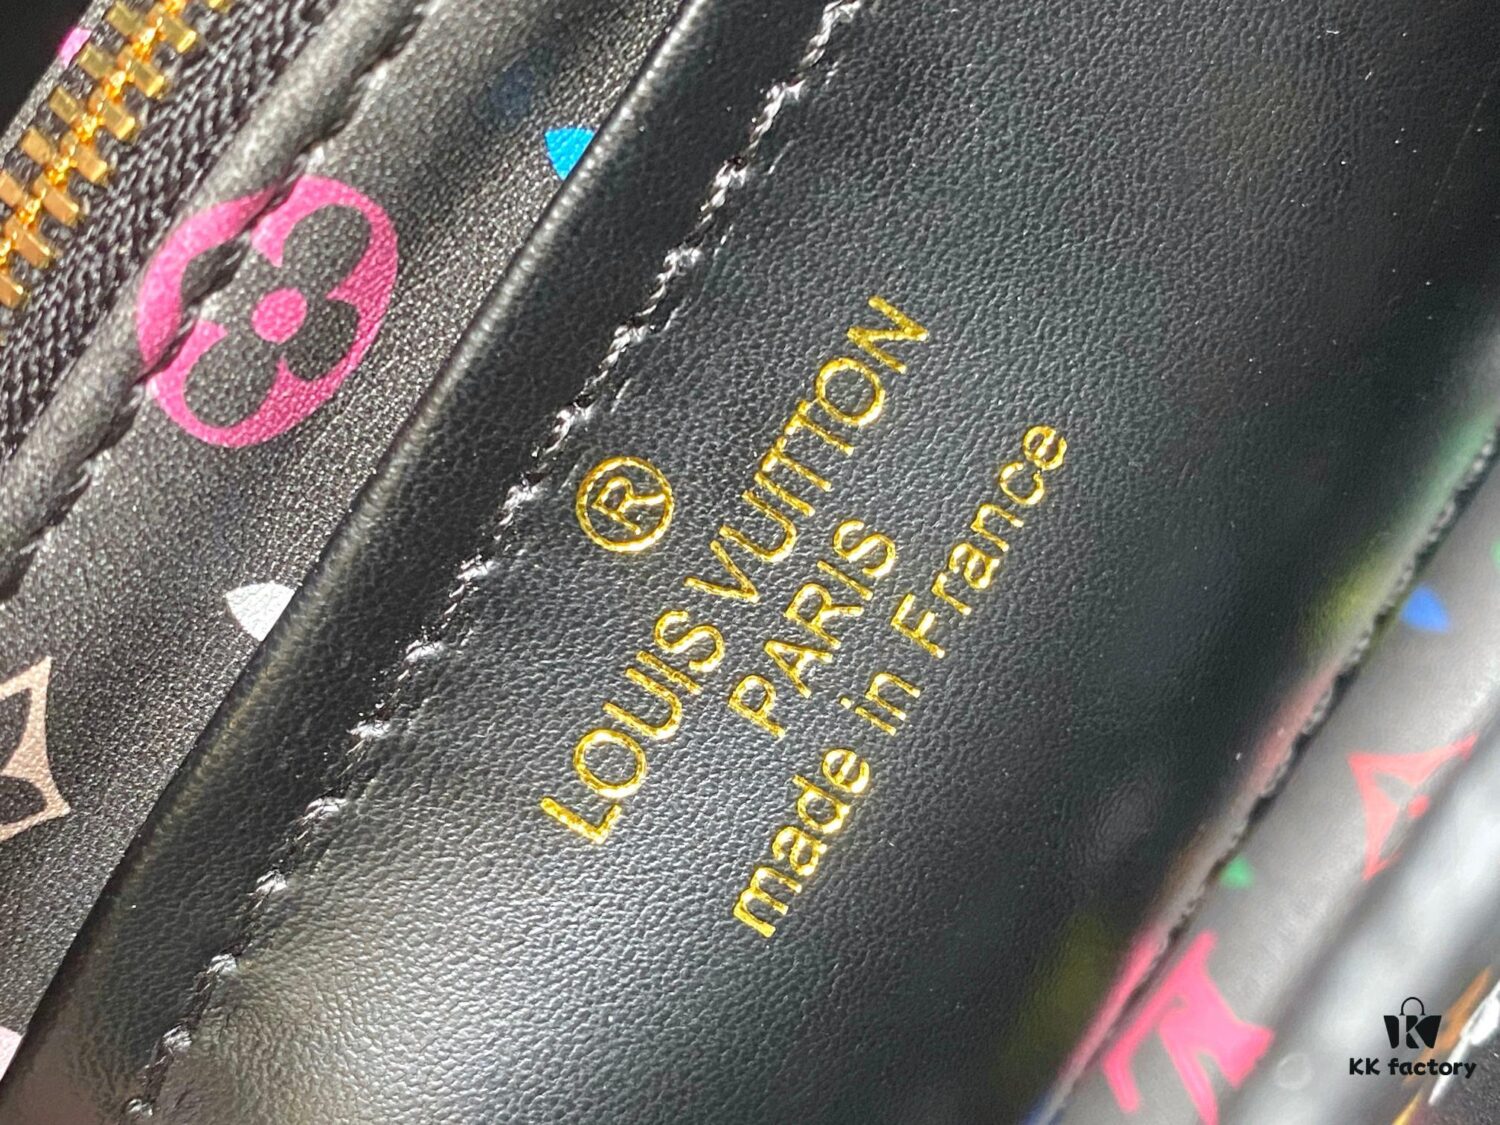 ®
LOUIS VUITTON
PARIS
made in France
KK factory